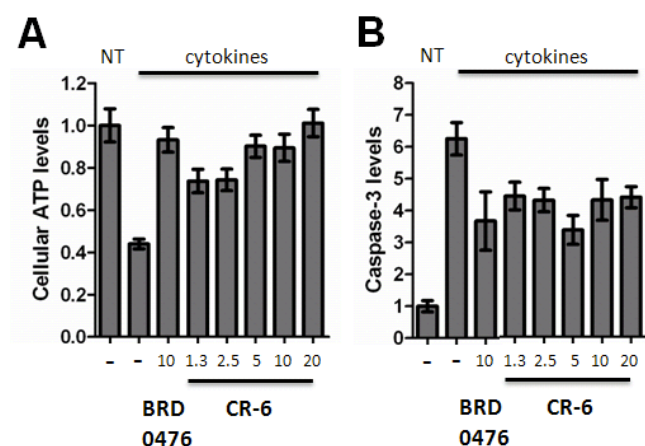 A
NT cytokines
Cellular ATP levels
1.2
1.0
0.8
0.6
0.4
0.2
0.0
– – 10 1.3 2.5 5 10 20
BRD CR-6
0476
B
NT cytokines
Caspase-3 levels
8
7
6
5
4
3
2
1
0
– – 10 1.3 2.5 5 10 20
BRD CR-6
0476